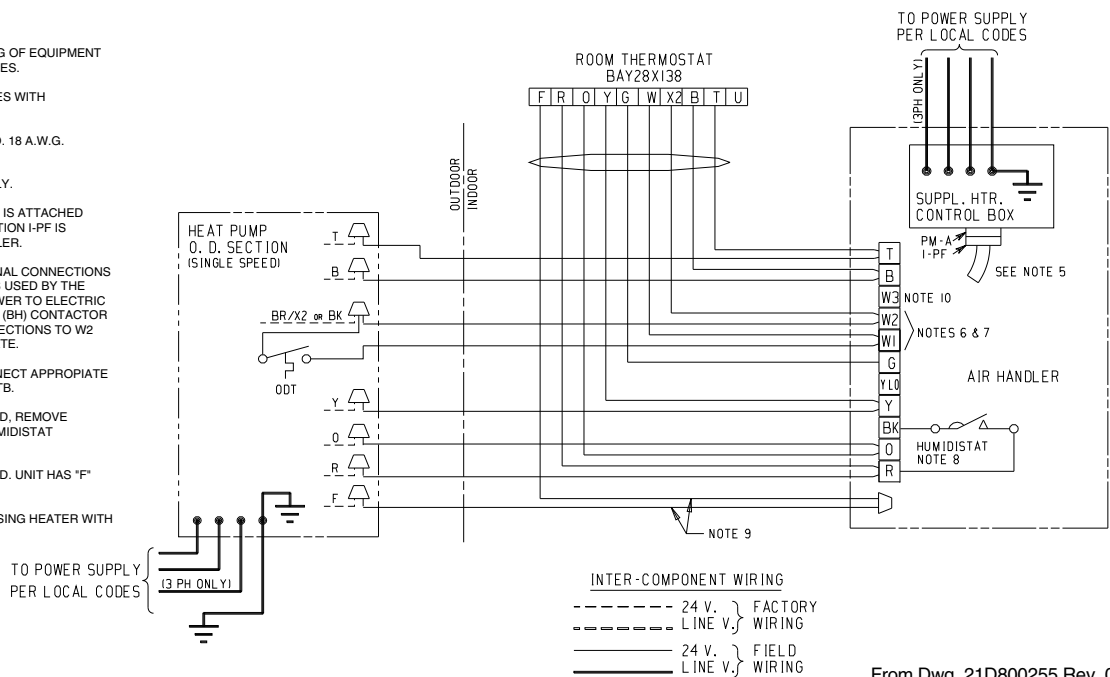 G OF EQUIPMENT
ES.
ES WITH
. 18 A.W.G.
LY.
IS ATTACHED
TION I-PF IS
LER.
NAL CONNECTIONS
USED BY THE
WER TO ELECTRIC
(BH) CONTACTOR
ECTIONS TO W2
TE.
NECT APPROPIATE
TB.
D, REMOVE
MIDISTAT
D. UNIT HAS "F"
SING HEATER WITH
ROOM THERMOSTAT
BAY28X138
F R O Y G W X2 B T U
TO POWER SUPPLY
PER LOCAL CODES
(3PH ONLY)
OUTDOOR
INDOOR
SUPPL. HTR.
CONTROL BOX
PM-A
I-PF
SEE NOTE 5
HEAT PUMP
O. D. SECTION
(SINGLE SPEED)
T
B
BR/X2 OR BK
ODT
Y
O
R
F
T
B
W3 NOTE 10
W2
W1
NOTES 6 & 7
G
YLO
Y
BK
O
R
AIR HANDLER
HUMIDISTAT
NOTE 8
NOTE 9
TO POWER SUPPLY
PER LOCAL CODES
(3 PH ONLY)
INTER-COMPONENT WIRING
24 V. FACTORY
LINE V. WIRING
24 V. FIELD
LINE V. WIRING
From Dwg. 21D800255 Rev.